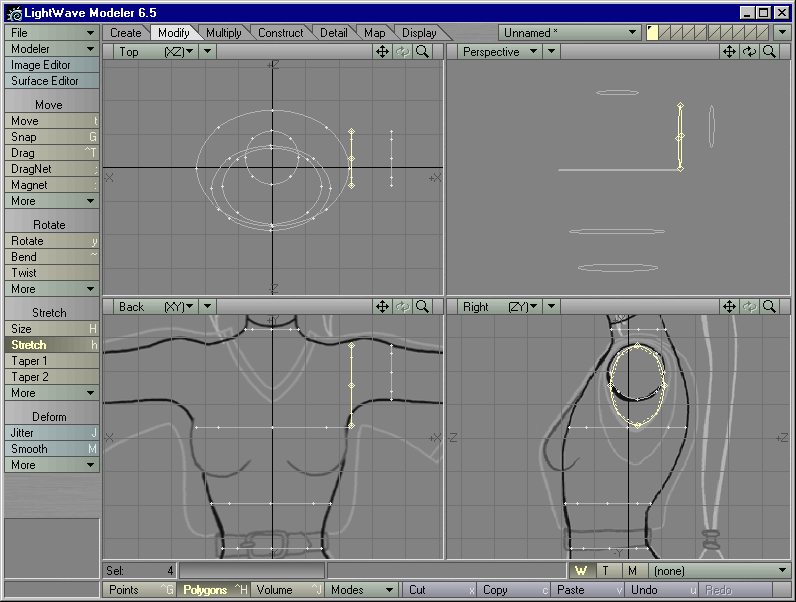 LightWave Modeler 6.5
File Create Modify Multiply Construct Detail Map Display Unnamed *
Modeler Top (XZ) Perspective
Image Editor
Surface Editor
Move
Move t
Snap G
Drag ^T
DragNet ;
Magnet :
More
Rotate
Rotate y
Bend ~
Twist
More
Back (XY) Right (ZY)
Stretch
Size H
Stretch h
Taper 1
Taper 2
More
Deform
Jitter J
Smooth M
More
+Z
-X +X
-Z
+Y
-X +X -Z +Z
-Y
Sel: 4 W T M (none)
Points ^G Polygons ^H Volume ^J Modes Cut x Copy c Paste v Undo u Redo